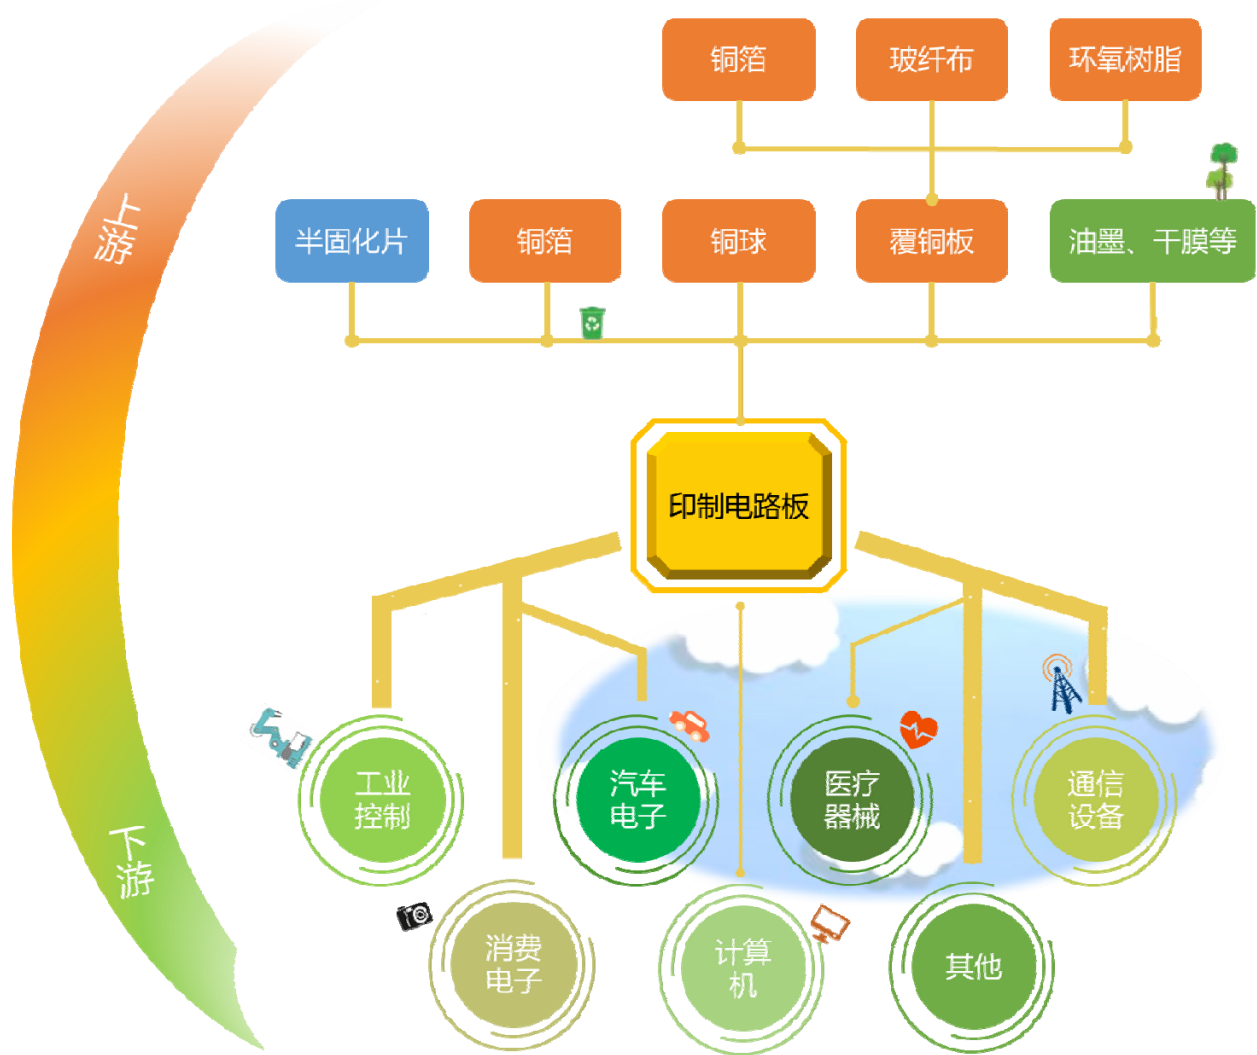 铜箔
玻纤布
环氧树脂
上游
半固化片
铜箔
铜球
覆铜板
油墨、干膜等
印制电路板
工业
控制
汽车
电子
医疗
器械
通信
设备
下游
消费
电子
计算
机
其他